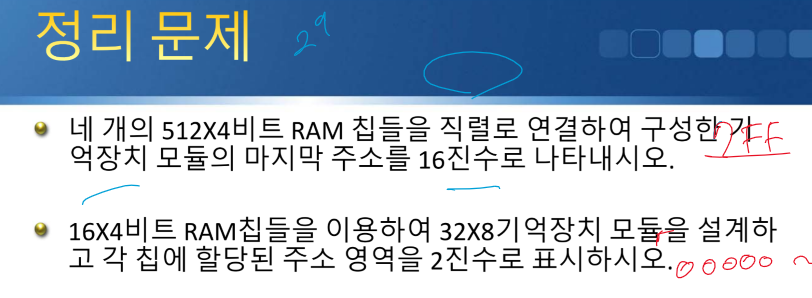 정리 문제 2⁹
네 개의 512X4비트 RAM 칩들을 직렬로 연결하여 구성한 기
억장치 모듈의 마지막 주소를 16진수로 나타내시오. 7FF
16X4비트 RAM칩들을 이용하여 32X8기억장치 모듈을 설계하
고 각 칩에 할당된 주소 영역을 2진수로 표시하시오. 00000 ~